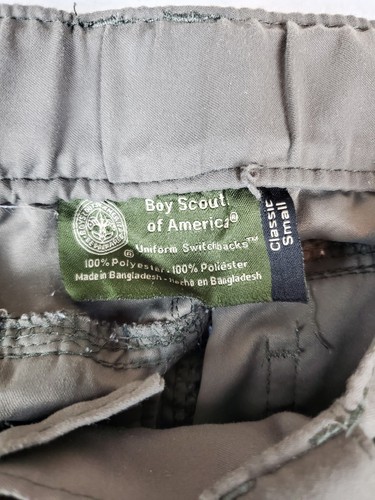 Boy Scouts
of America®
Uniform Switchbacks™
®
100% Polyester • 100% Poliéster
Made in Bangladesh • Hecho en Bangladesh
Classic
Small